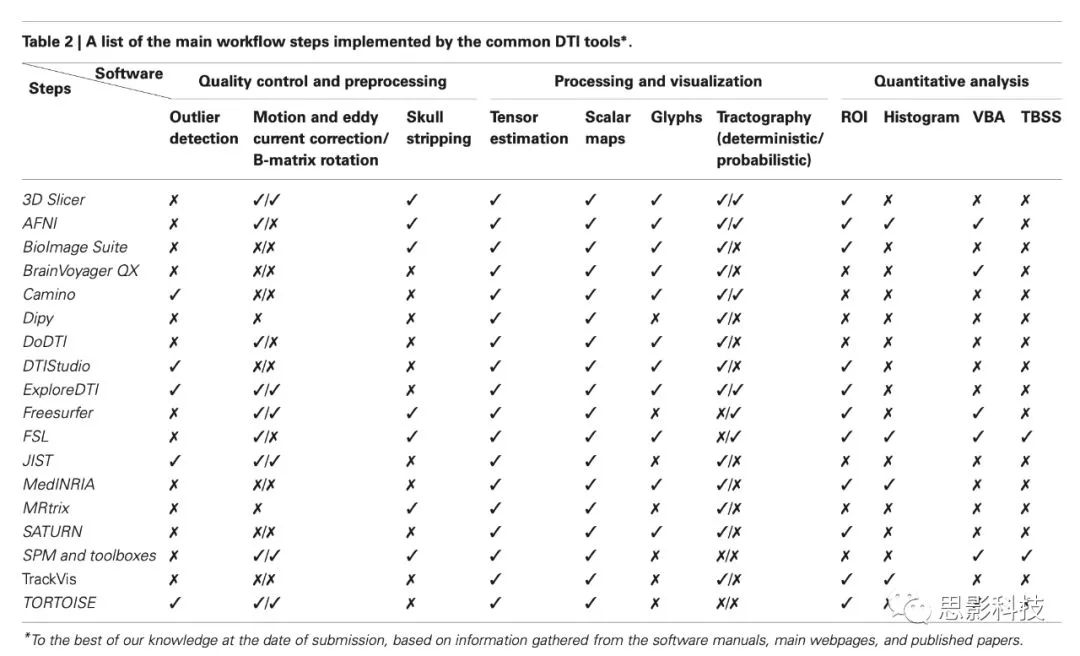 Table 2 | A list of the main workflow steps implemented by the common DTI tools*.
Software Quality control and preprocessing Processing and visualization Quantitative analysis
Steps
Outlier Motion and eddy Skull Tensor Scalar Glyphs Tractography ROI Histogram VBA TBSS
detection current correction/ stripping estimation maps (deterministic/
B-matrix rotation probabilistic)
3D Slicer ✗ ✓/✓ ✓ ✓ ✓ ✓ ✓/✓ ✓ ✗ ✗ ✗
AFNI ✗ ✓/✗ ✓ ✓ ✓ ✓ ✓/✓ ✓ ✓ ✓ ✗
BioImage Suite ✗ ✗/✗ ✓ ✓ ✓ ✓ ✓/✗ ✓ ✗ ✗ ✗
BrainVoyager QX ✗ ✗/✗ ✗ ✓ ✓ ✓ ✓/✗ ✗ ✗ ✓ ✗
Camino ✓ ✗/✗ ✗ ✓ ✓ ✓ ✓/✓ ✗ ✗ ✗ ✗
Dipy ✗ ✗ ✗ ✓ ✓ ✗ ✓/✗ ✗ ✗ ✗ ✗
DoDTI ✗ ✓/✗ ✗ ✓ ✓ ✓ ✓/✗ ✗ ✗ ✗ ✗
DTIStudio ✓ ✗/✗ ✗ ✓ ✓ ✓ ✓/✗ ✓ ✗ ✗ ✗
ExploreDTI ✓ ✓/✓ ✗ ✓ ✓ ✓ ✓/✓ ✓ ✗ ✗ ✗
Freesurfer ✗ ✓/✓ ✓ ✓ ✓ ✗ ✗/✓ ✓ ✗ ✓ ✗
FSL ✗ ✓/✗ ✓ ✓ ✓ ✓ ✗/✓ ✓ ✓ ✓ ✓
JIST ✓ ✓/✓ ✗ ✓ ✓ ✗ ✓/✗ ✗ ✗ ✗ ✗
MedINRIA ✗ ✗/✗ ✗ ✓ ✓ ✓ ✓/✗ ✓ ✓ ✗ ✗
MRtrix ✗ ✗ ✓ ✓ ✓ ✗ ✓/✗ ✗ ✗ ✗ ✗
SATURN ✗ ✗/✗ ✗ ✓ ✓ ✓ ✓/✗ ✓ ✗ ✗ ✗
SPM and toolboxes ✗ ✓/✓ ✓ ✓ ✓ ✗ ✗/✗ ✗ ✗ ✓ ✓
TrackVis ✗ ✗/✗ ✗ ✓ ✓ ✗ ✓/✗ ✓ ✓ ✗ ✗
TORTOISE ✓ ✓/✓ ✗ ✓ ✓ ✗ ✗/✗ ✓ ✗
思影科技
*To the best of our knowledge at the date of submission, based on information gathered from the software manuals, main webpages, and published papers.